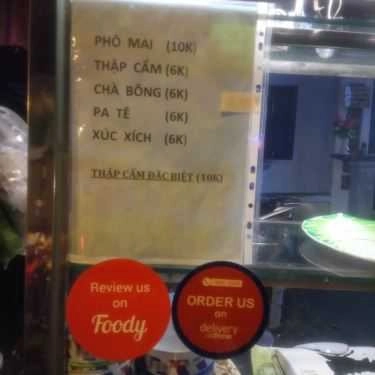 PHÔ MAI (10K)
THẬP CẨM (6K)
CHÀ BÔNG (6K)
PA TÊ (6K)
XÚC XÍCH (6K)
THẬP CẨM ĐẶC BIỆT (10K)
Review us
on
Foody
ORDER US
on
delivery